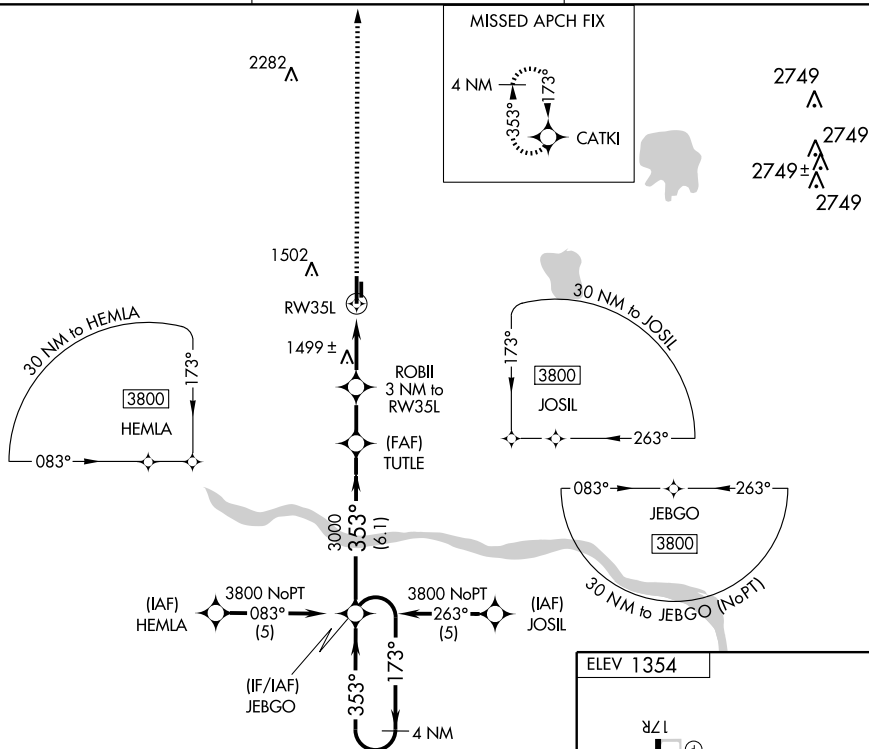 MISSED APCH FIX
4 NM
353°
173°
CATKI
2282
2749
2749
2749 ±
2749
1502
RW35L
1499 ±
ROBII
3 NM to
RW35L
(FAF)
TUTLE
30 NM to HEMLA
173°
3800
HEMLA
083°
30 NM to JOSIL
173°
3800
JOSIL
263°
083°
263°
JEBGO
3800
30 NM to JEBGO (NoPT)
3000
353°
(6.1)
(IAF)
HEMLA
3800 NoPT
083°
(5)
3800 NoPT
263°
(5)
(IAF)
JOSIL
(IF/IAF)
JEBGO
353°
173°
4 NM
ELEV 1354
17R